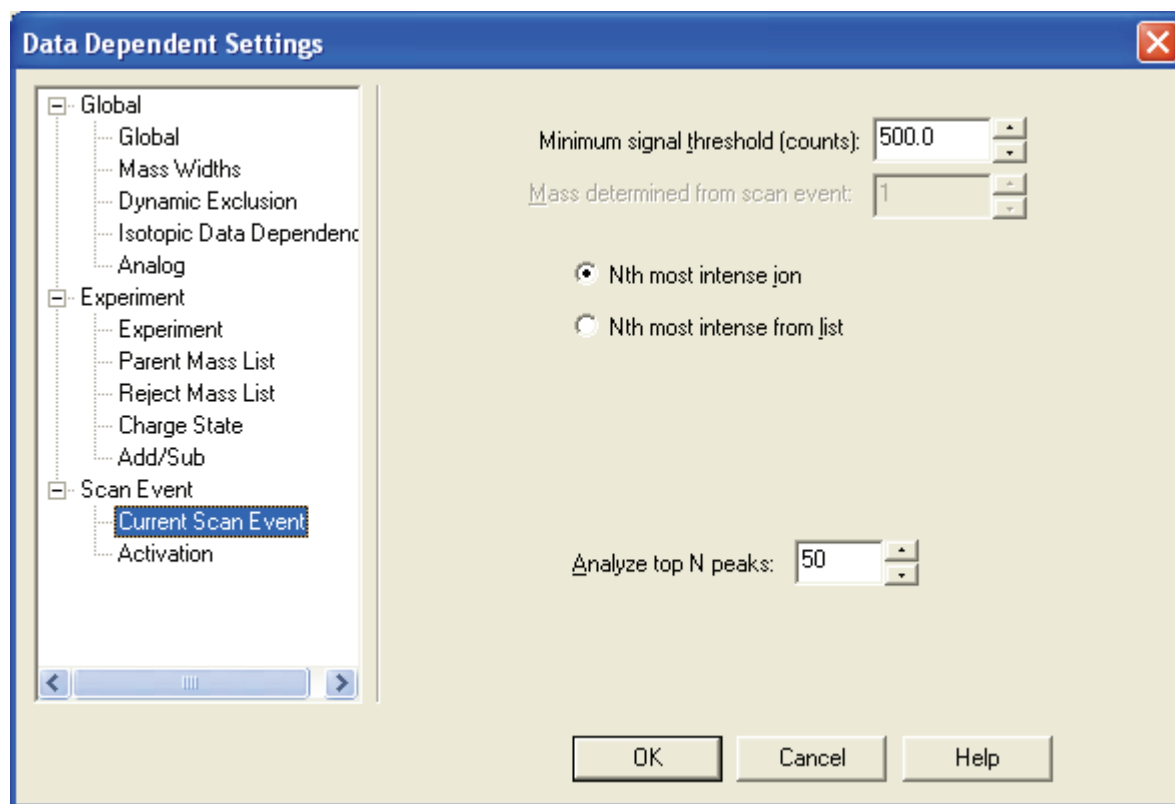 Data Dependent Settings
Global
Global
Mass Widths
Dynamic Exclusion
Isotopic Data Dependenc
Analog
Experiment
Experiment
Parent Mass List
Reject Mass List
Charge State
Add/Sub
Scan Event
Current Scan Event
Activation
Minimum signal threshold (counts): 500.0
Mass determined from scan event: 1
Nth most intense ion
Nth most intense from list
Analyze top N peaks: 50
OK Cancel Help